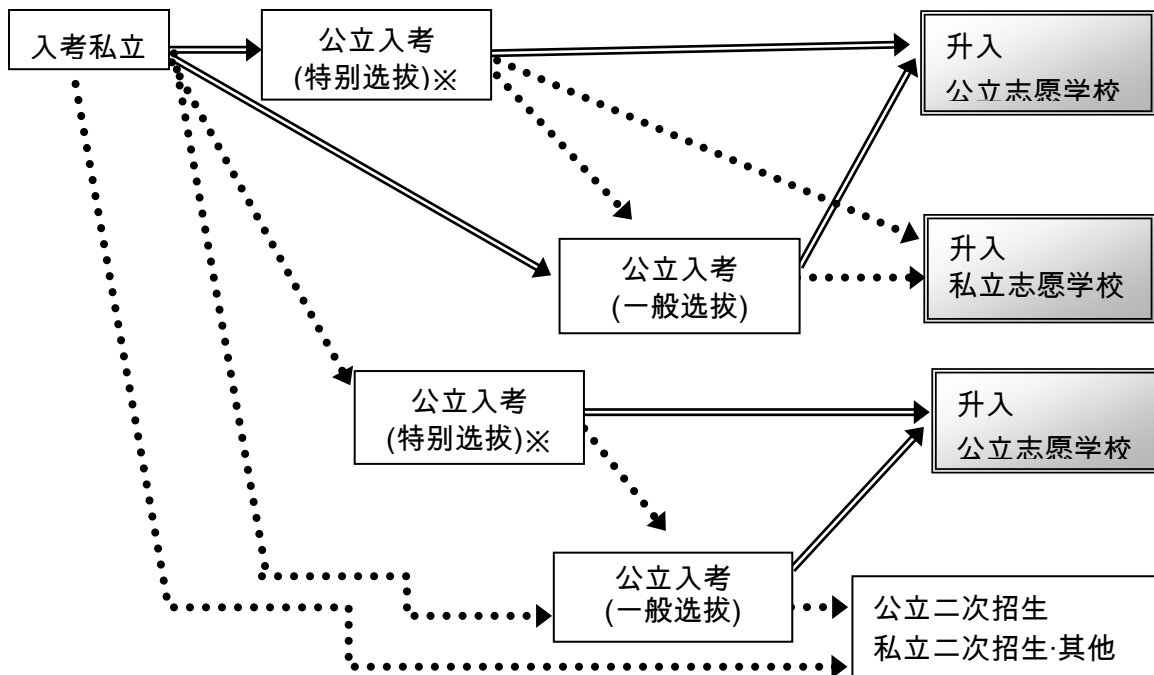 入考私立
公立入考
(特别选拔)※
升入
公立志愿学校
公立入考
(一般选拔)
升入
私立志愿学校
公立入考
(特别选拔)※
升入
公立志愿学校
公立入考
(一般选拔)
公立二次招生
私立二次招生·其他